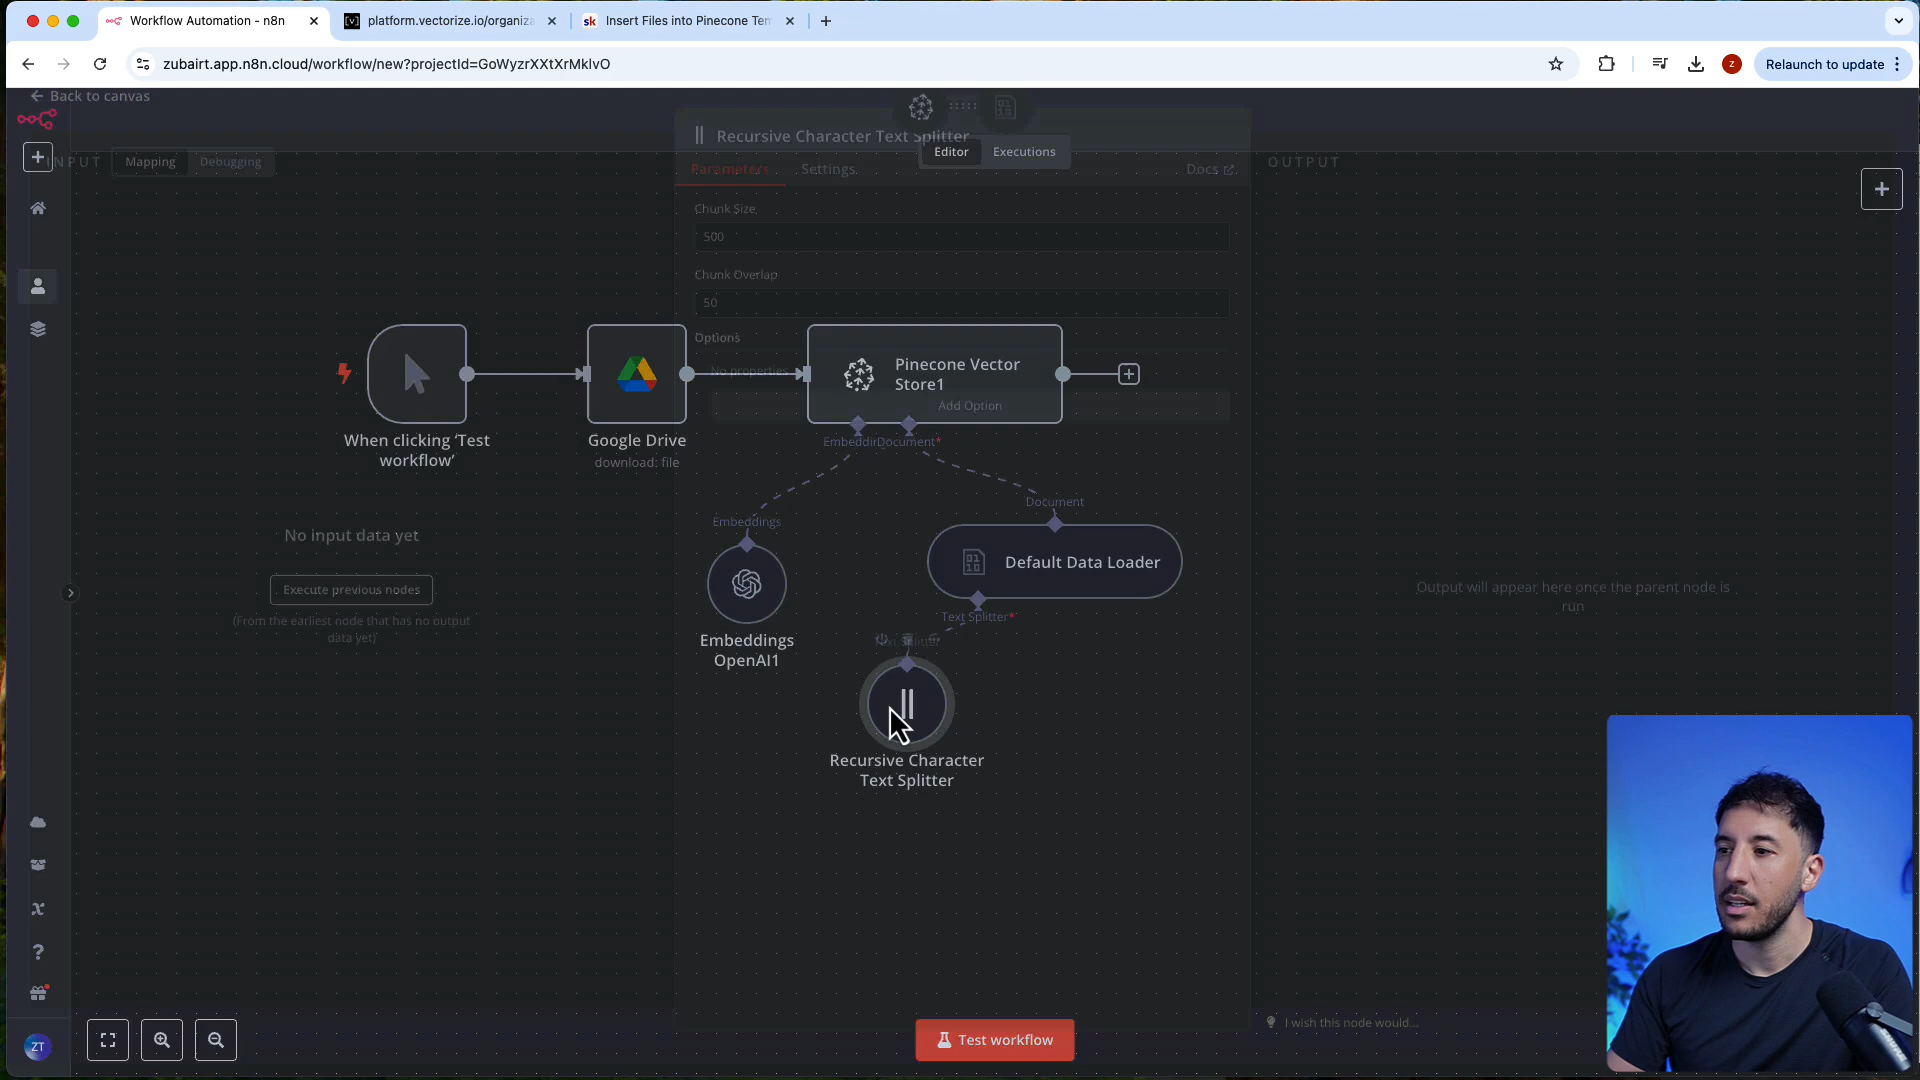 Workflow Automation - n8n
platform.vectorize.io/organiza
Insert Files into Pinecone Tem
zubairt.app.n8n.cloud/workflow/new?projectId=GoWyzrXXtXrMklvO
Relaunch to update
Back to canvas
Recursive Character Text Splitter
Editor
Executions
INPUT
Mapping
Debugging
Parameters
Settings
Docs
OUTPUT
Chunk Size
500
Chunk Overlap
50
Options
No properties
Pinecone Vector
Store1
Add Option
When clicking ‘Test
workflow’
Google Drive
download: file
Document*
Embeddings
Document
Default Data Loader
Text Splitter*
Text Splitter
Embeddings
OpenAI1
Recursive Character
Text Splitter
No input data yet
Execute previous nodes
(From the earliest node that has no output
data yet)
Output will appear here once the parent node is
run
Test workflow
I wish this node would...
ZT